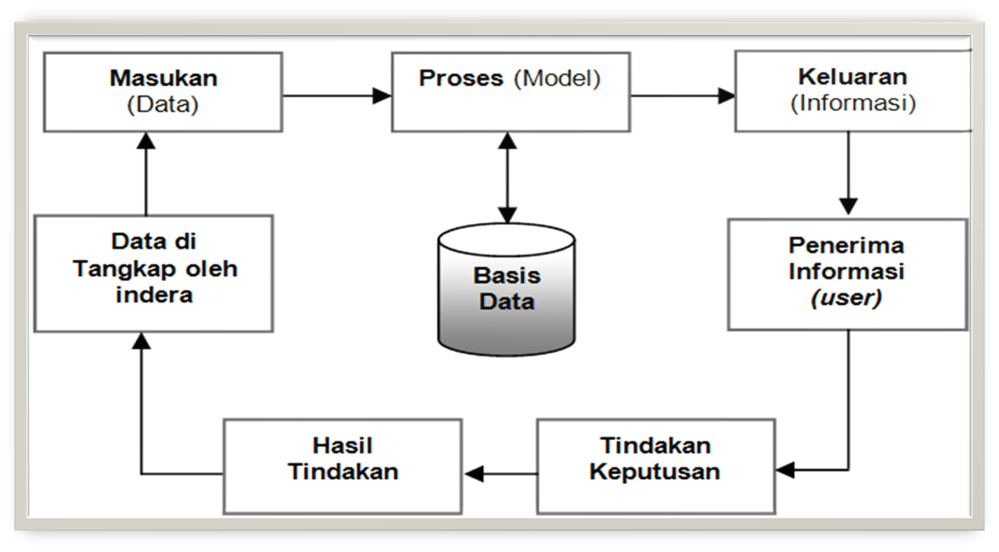 Masukan
(Data)
Proses (Model)
Keluaran
(Informasi)
Data di
Tangkap oleh
indera
Basis
Data
Penerima
Informasi
(user)
Hasil
Tindakan
Tindakan
Keputusan